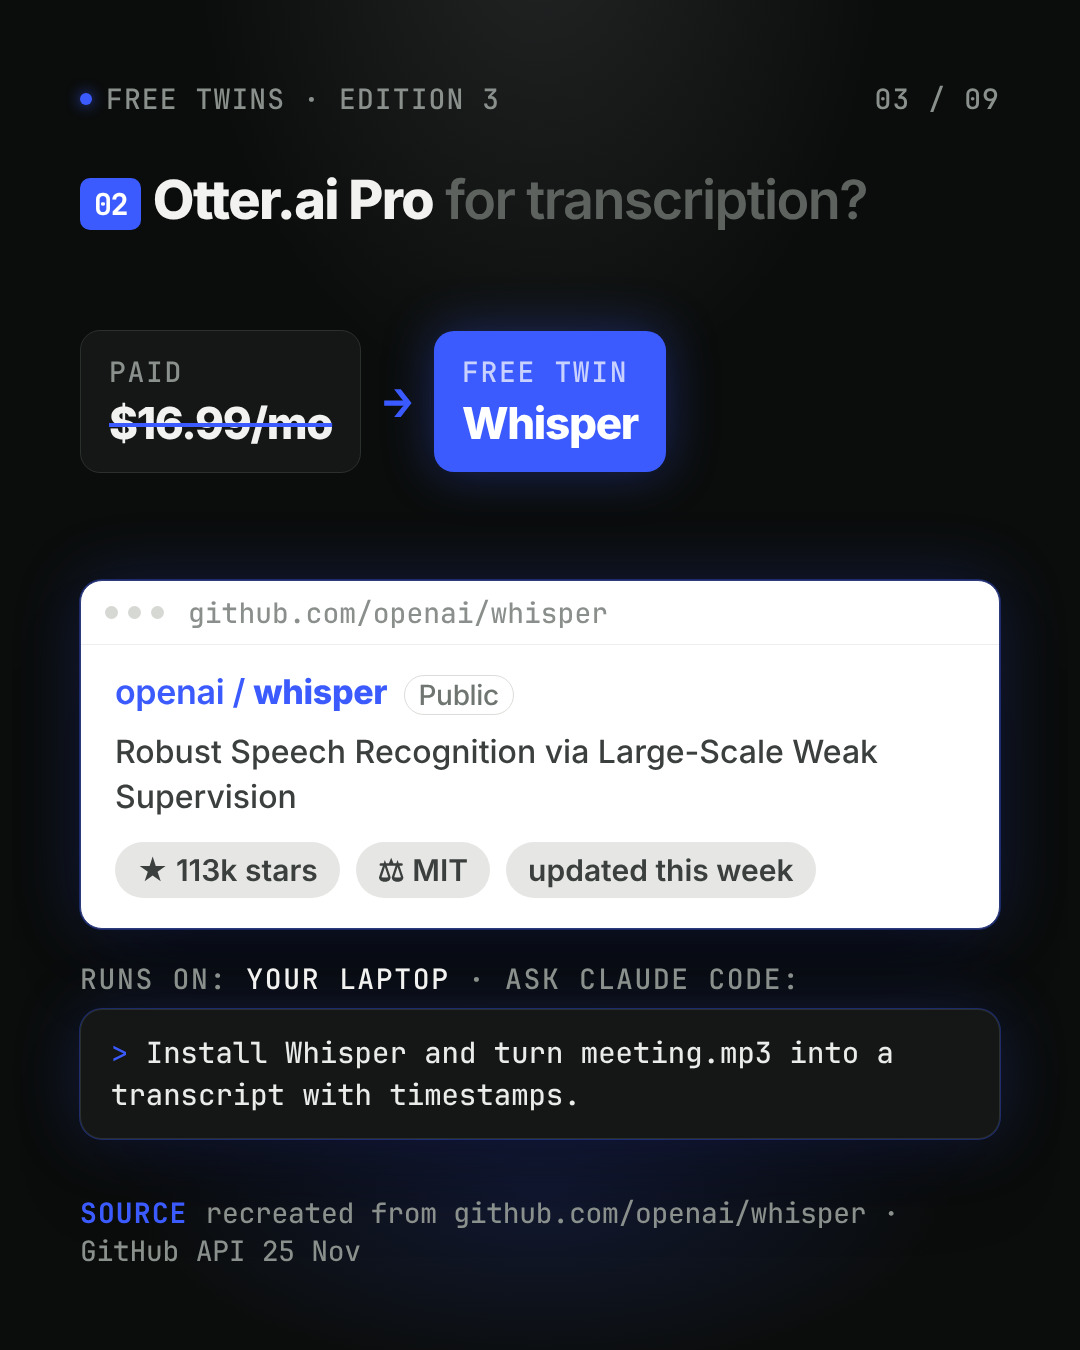 FREE TWINS · EDITION 3
03 / 09
02 Otter.ai Pro for transcription?
PAID
$16.99/mo
→
FREE TWIN
Whisper
github.com/openai/whisper
openai / whisper Public
Robust Speech Recognition via Large-Scale Weak
Supervision
★ 113k stars
⚖ MIT
updated this week
RUNS ON: YOUR LAPTOP · ASK CLAUDE CODE:
> Install Whisper and turn meeting.mp3 into a
transcript with timestamps.
SOURCE recreated from github.com/openai/whisper ·
GitHub API 25 Nov